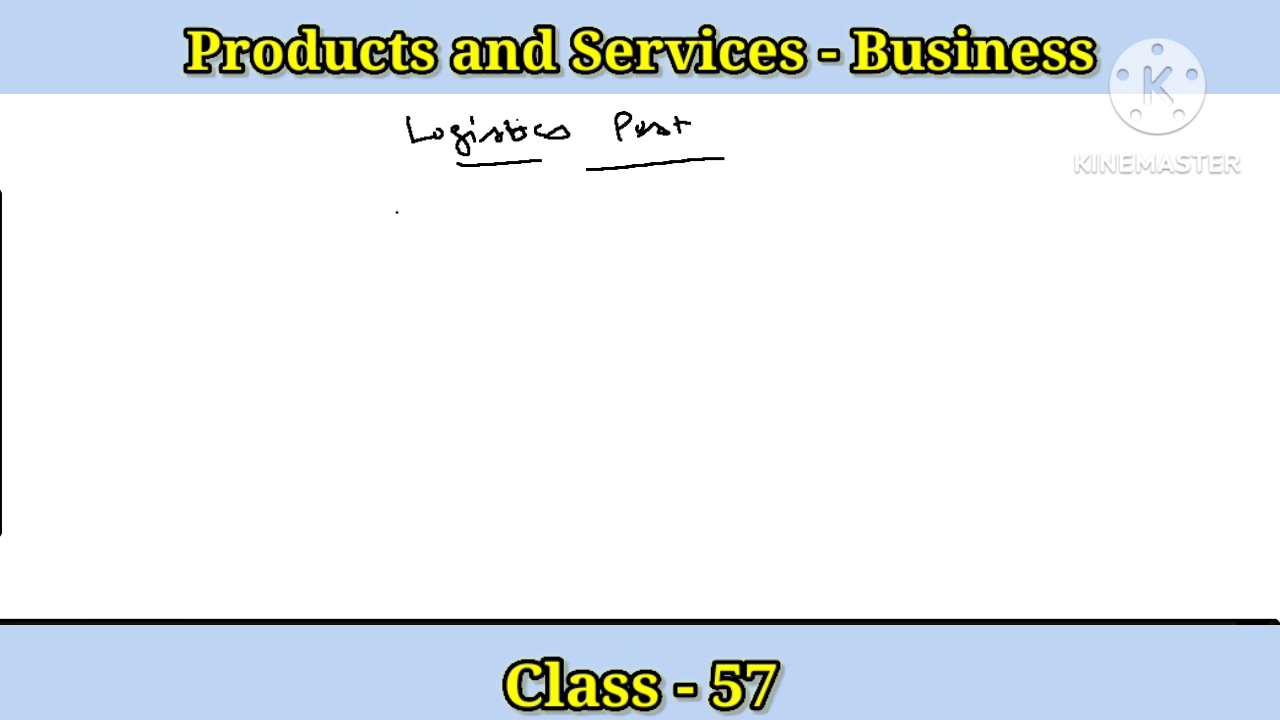 Products and Services - Business
K
KINEMASTER
Logistics Post
Class - 57